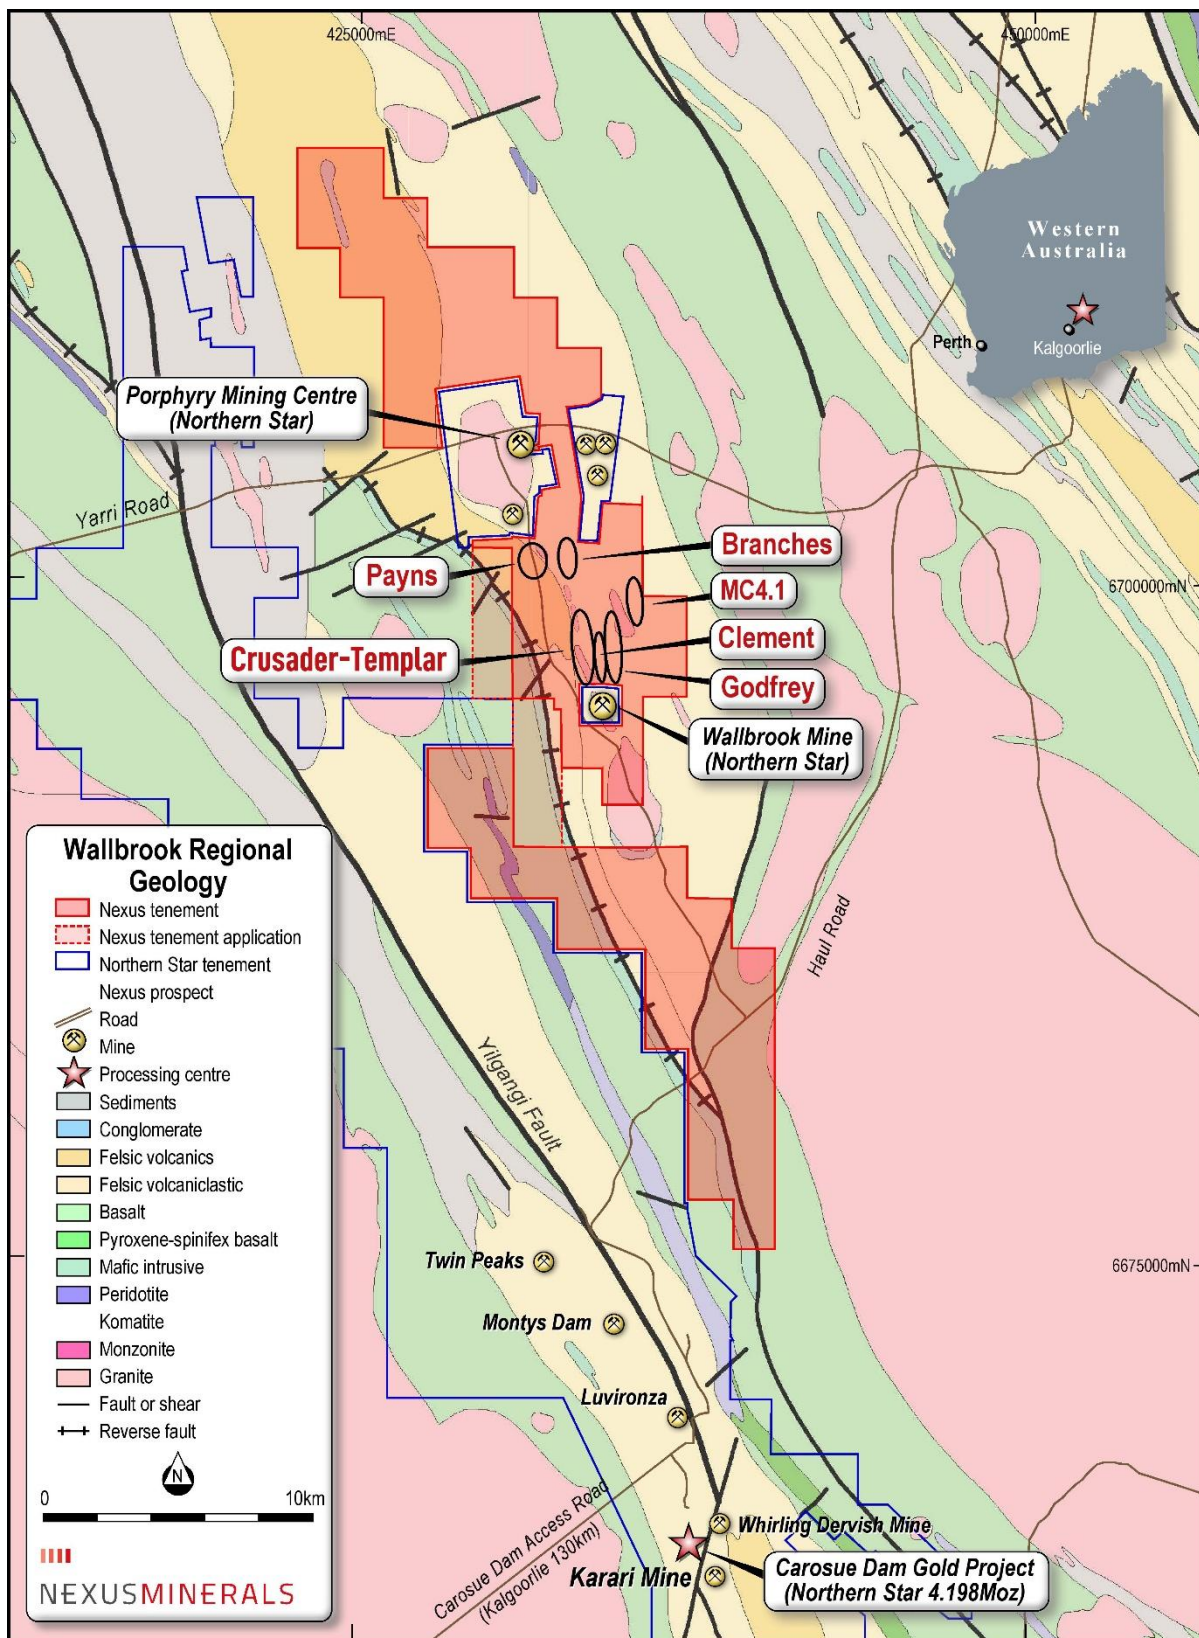 425000mE
450000mE
Western
Australia
Perth
Kalgoorlie
Porphyry Mining Centre
(Northern Star)
Yarri Road
Payns
Branches
MC4.1
6700000mN
Crusader-Templar
Clement
Godfrey
Wallbrook Mine
(Northern Star)
Haul Road
Yilgangi Fault
Wallbrook Regional
Geology
Nexus tenement
Nexus tenement application
Northern Star tenement
Nexus prospect
Road
Mine
Processing centre
Sediments
Conglomerate
Felsic volcanics
Felsic volcaniclastic
Basalt
Pyroxene-spinifex basalt
Mafic intrusive
Peridotite
Komatite
Monzonite
Granite
Fault or shear
Reverse fault
N
0 10km
NEXUSMINERALS
Twin Peaks
6675000mN
Montys Dam
Luvironza
Carosue Dam Access Road
(Kalgoorlie 130km)
Whirling Dervish Mine
Karari Mine
Carosue Dam Gold Project
(Northern Star 4.198Moz)